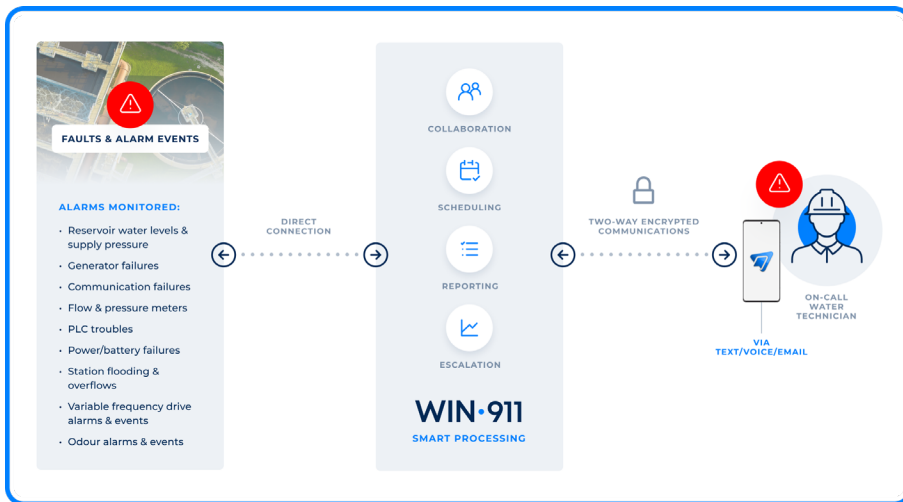 FAULTS & ALARM EVENTS
ALARMS MONITORED:
• Reservoir water levels &
supply pressure
• Generator failures
• Communication failures
• Flow & pressure meters
• PLC troubles
• Power/battery failures
• Station flooding &
overflows
• Variable frequency drive
alarms & events
• Odour alarms & events
DIRECT
CONNECTION
COLLABORATION
SCHEDULING
REPORTING
ESCALATION
WIN•911
SMART PROCESSING
TWO-WAY ENCRYPTED
COMMUNICATIONS
ON-CALL
WATER
TECHNICIAN
VIA
TEXT/VOICE/EMAIL